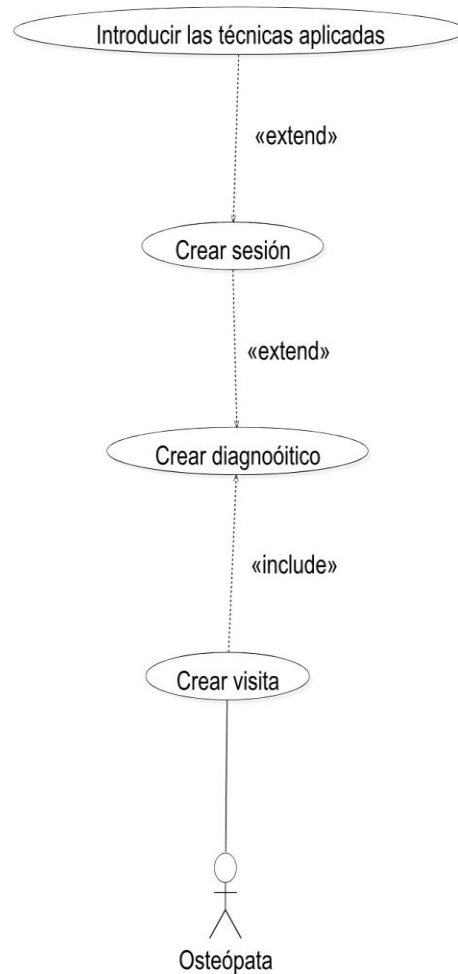 Introducir las técnicas aplicadas
«extend»
Crear sesión
«extend»
Crear diagnoóitico
«include»
Crear visita
Osteópata